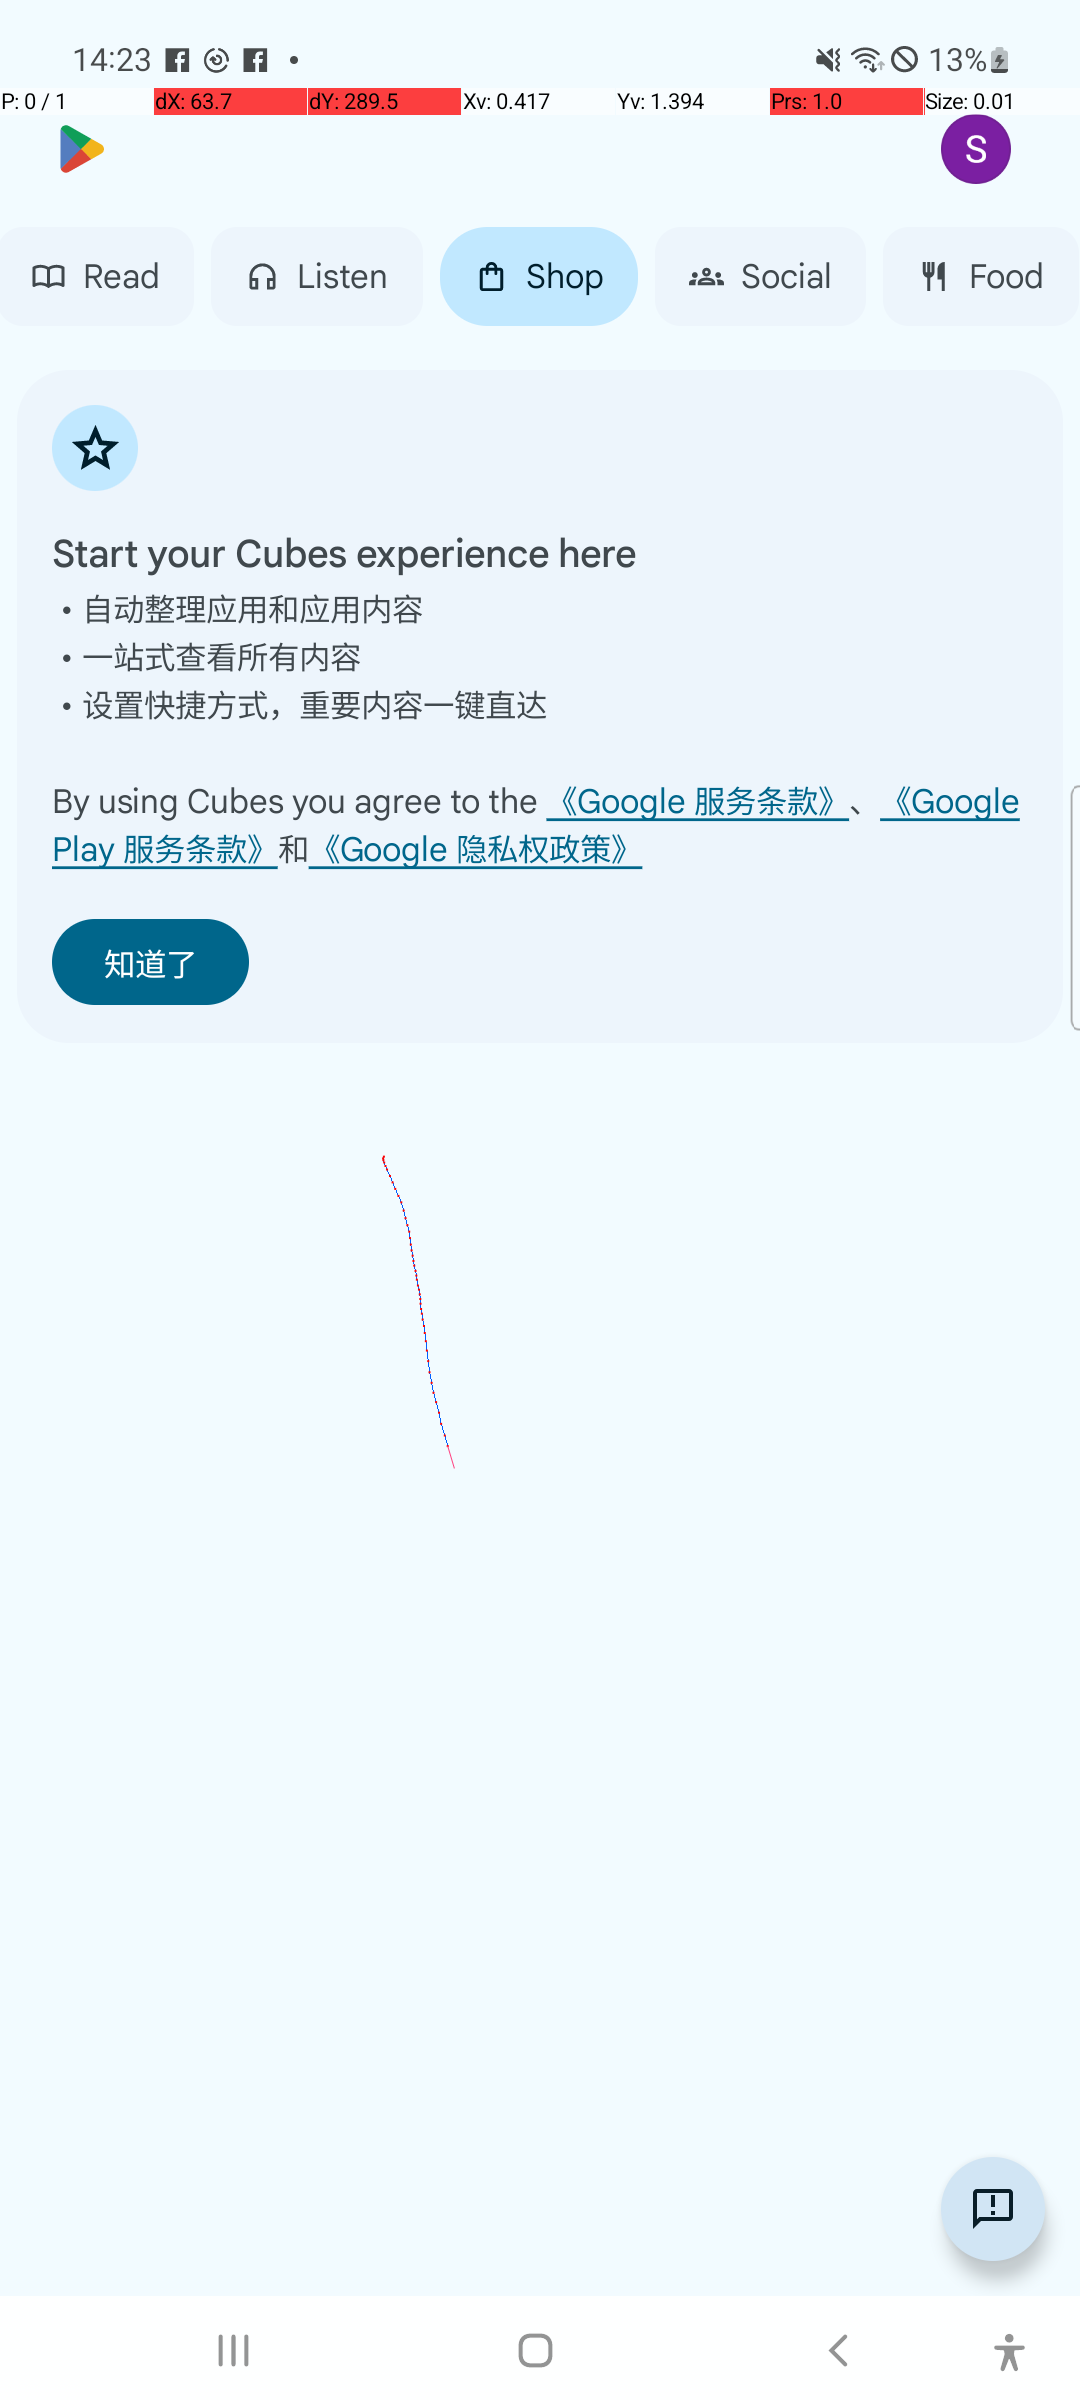 14:23 13%
P: 0 / 1 dX: 63.7 dY: 289.5 Xv: 0.417 Yv: 1.394 Prs: 1.0 Size: 0.01
S
Read Listen Shop Social Food
Start your Cubes experience here
• 自动整理应用和应用内容
• 一站式查看所有内容
• 设置快捷方式，重要内容一键直达
By using Cubes you agree to the 《Google 服务条款》、《Google
Play 服务条款》和《Google 隐私权政策》
知道了